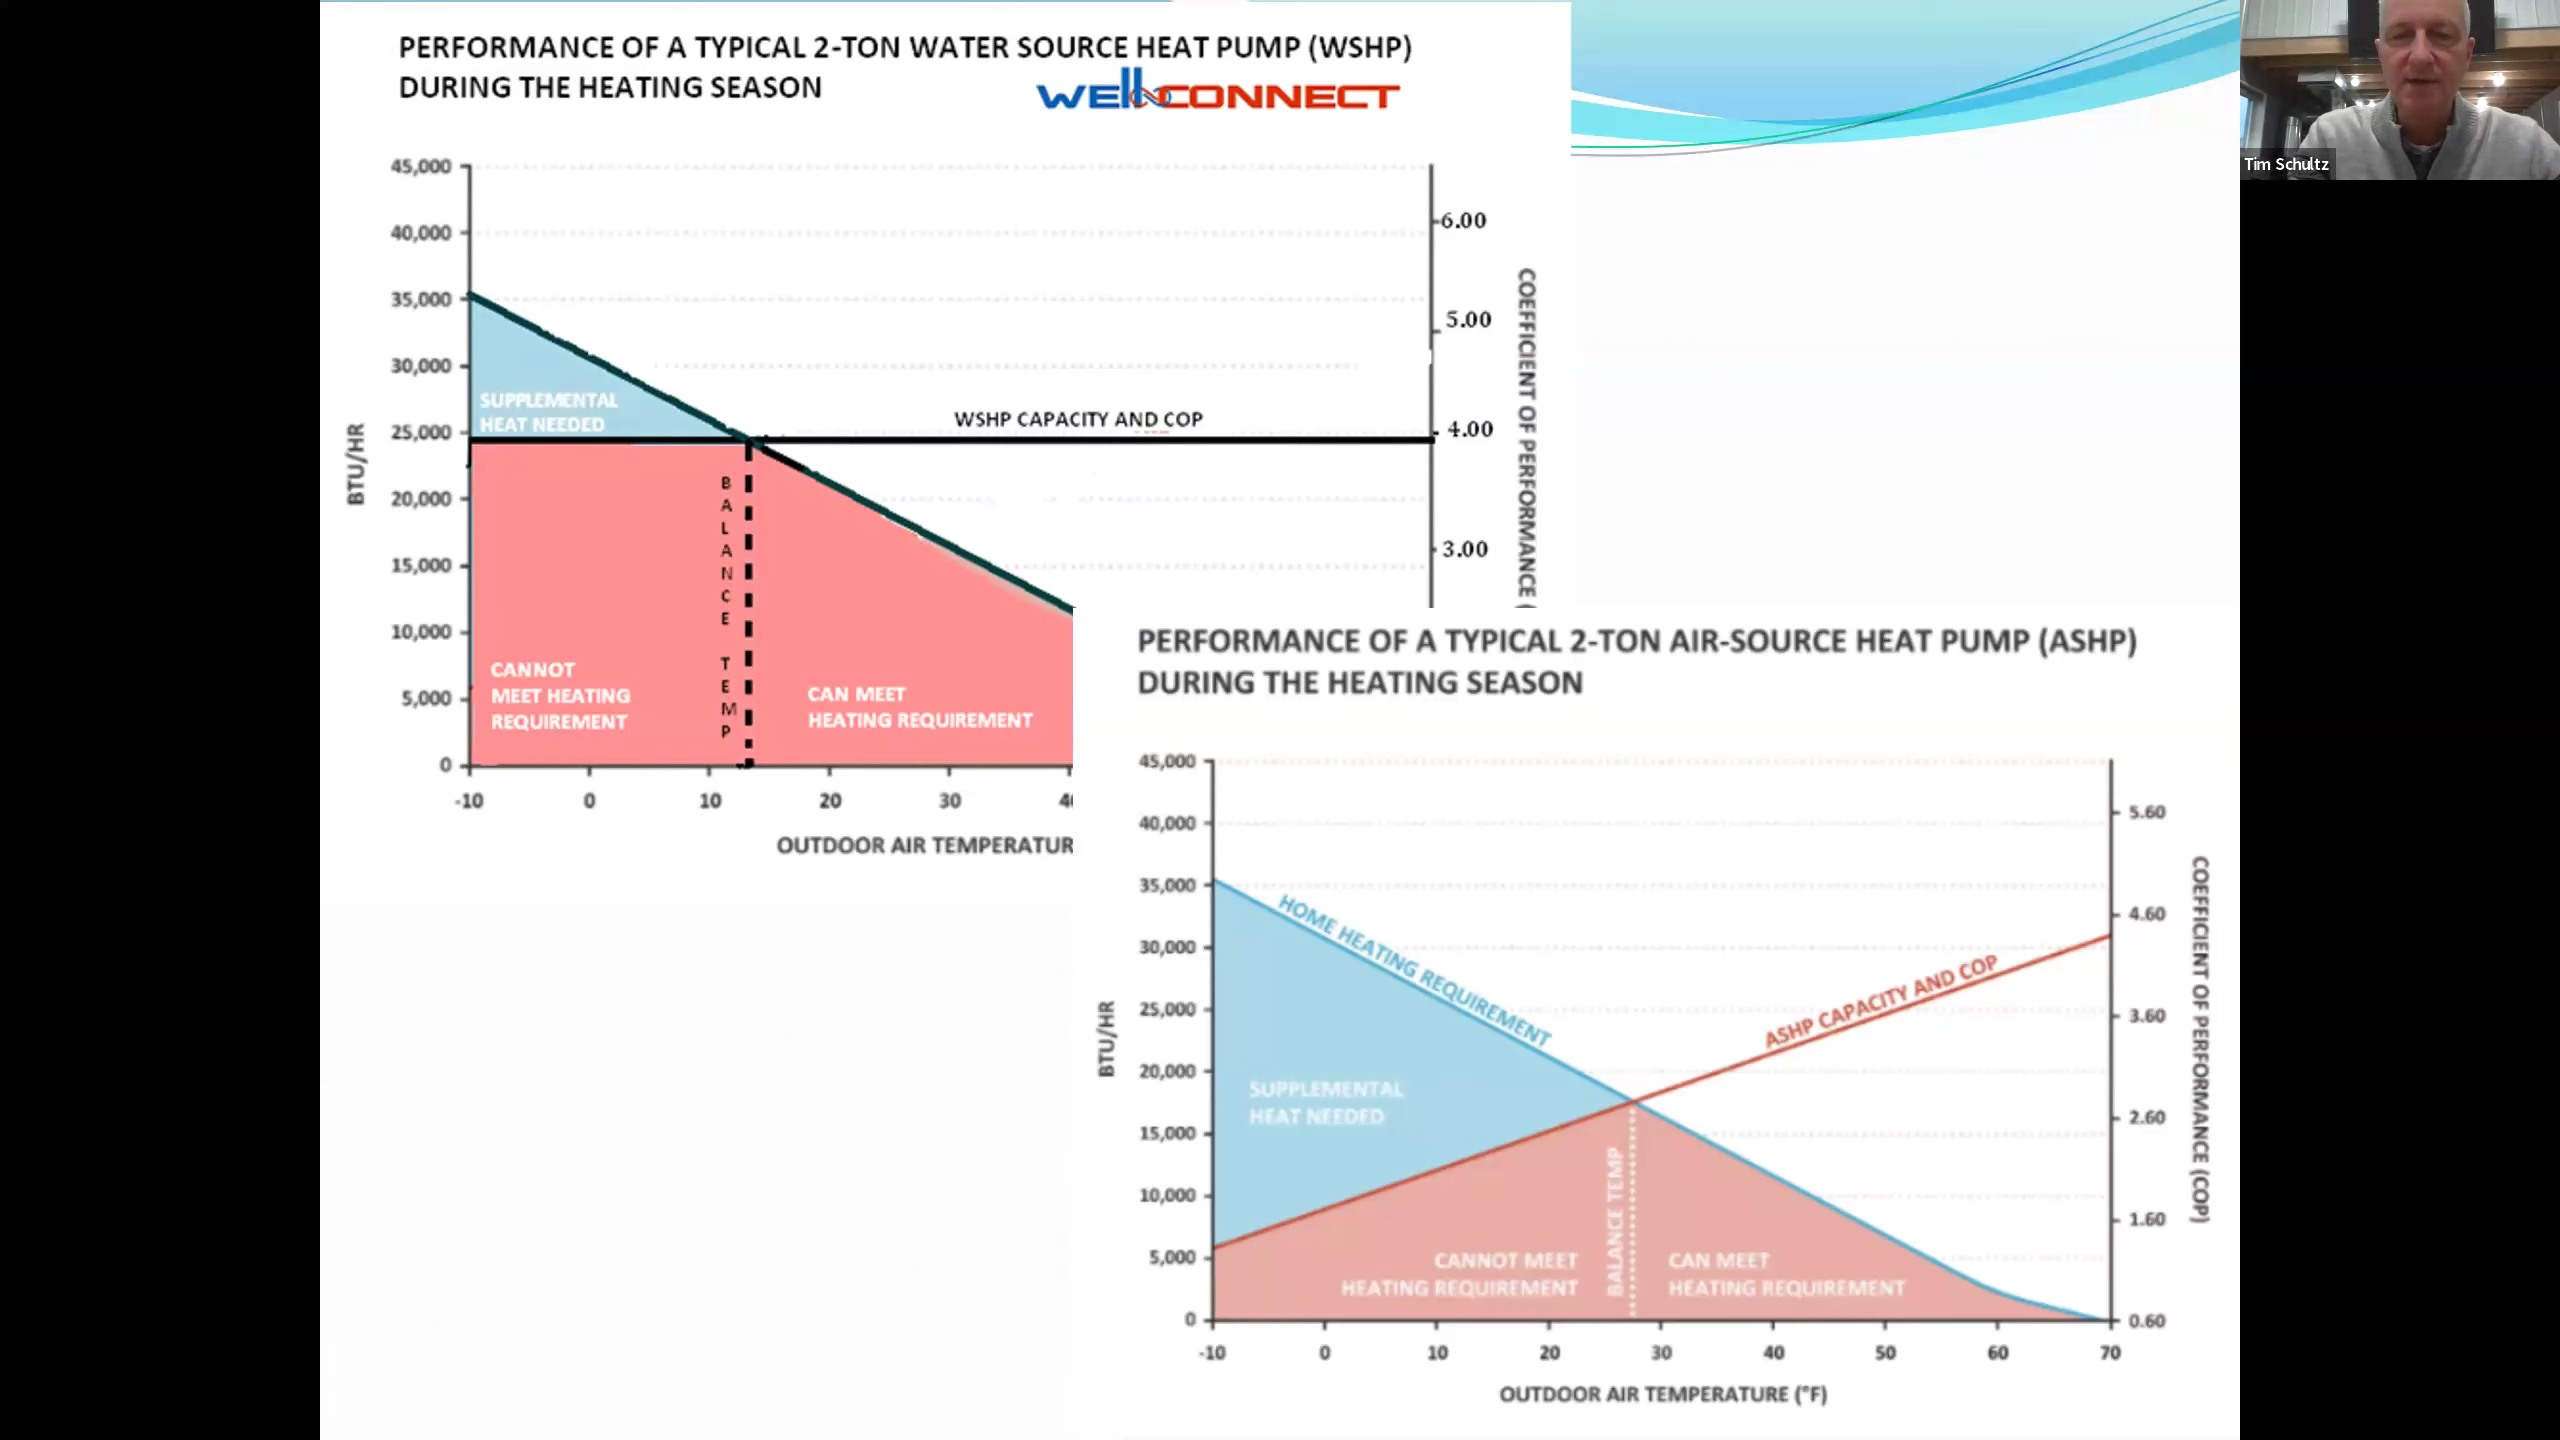 PERFORMANCE OF A TYPICAL 2-TON WATER SOURCE HEAT PUMP (WSHP)
DURING THE HEATING SEASON
WELLCONNECT
45,000
40,000
35,000
30,000
25,000
20,000
15,000
10,000
5,000
0
BTU/HR
-10
0
10
20
30
OUTDOOR AIR TEMPERATUR
SUPPLEMENTAL
HEAT NEEDED
WSHP CAPACITY AND COP
BALANCE TEMP
CANNOT
MEET HEATING
REQUIREMENT
CAN MEET
HEATING REQUIREMENT
6.00
5.00
4.00
3.00
COEFFICIENT OF PERFORMANCE (
Tim Schultz
PERFORMANCE OF A TYPICAL 2-TON AIR-SOURCE HEAT PUMP (ASHP)
DURING THE HEATING SEASON
45,000
40,000
35,000
30,000
25,000
20,000
15,000
10,000
5,000
0
BTU/HR
HOME HEATING REQUIREMENT
ASHP CAPACITY AND COP
SUPPLEMENTAL
HEAT NEEDED
BALANCE TEMP
CANNOT MEET
HEATING REQUIREMENT
CAN MEET
HEATING REQUIREMENT
5.60
4.60
3.60
2.60
1.60
0.60
COEFFICIENT OF PERFORMANCE (COP)
-10
0
10
20
30
40
50
60
70
OUTDOOR AIR TEMPERATURE (°F)